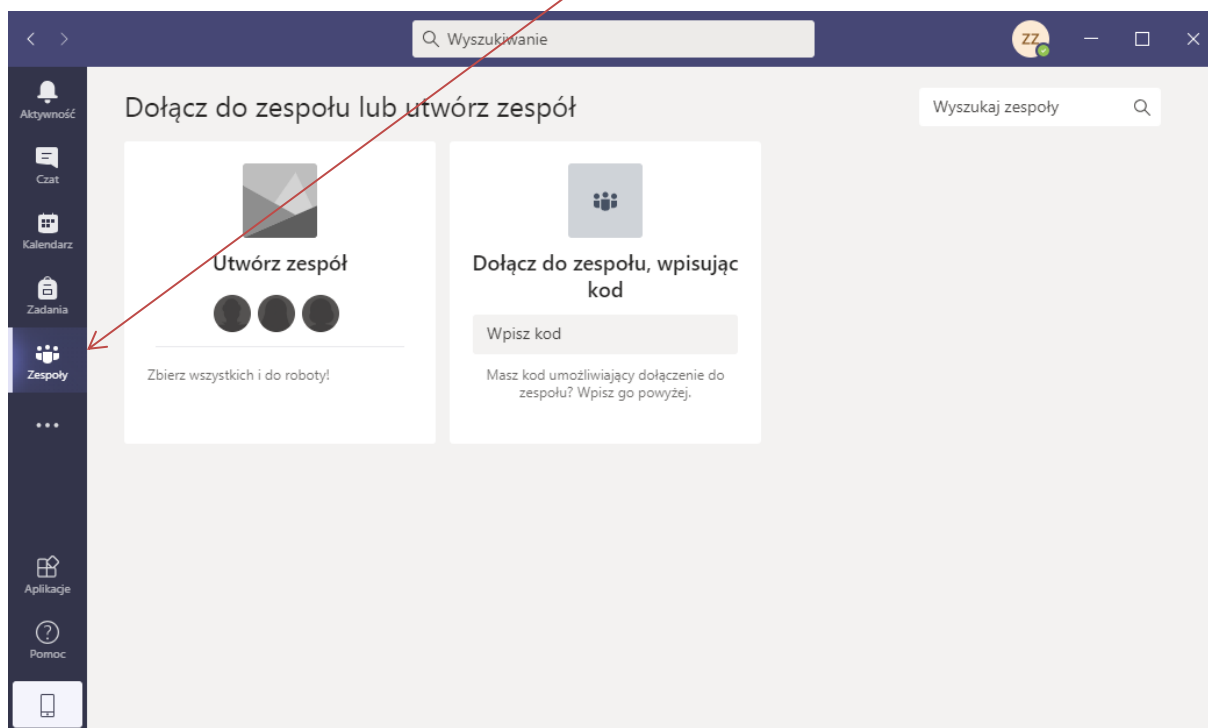 Wyszukiwanie
ZZ
Aktywność
Czat
Kalendarz
Zadania
Zespoły
Aplikacje
Pomoc
Dołącz do zespołu lub utwórz zespół
Wyszukaj zespoły
Utwórz zespół
Zbierz wszystkich i do roboty!
Dołącz do zespołu, wpisując
kod
Wpisz kod
Masz kod umożliwiający dołączenie do
zespołu? Wpisz go powyżej.